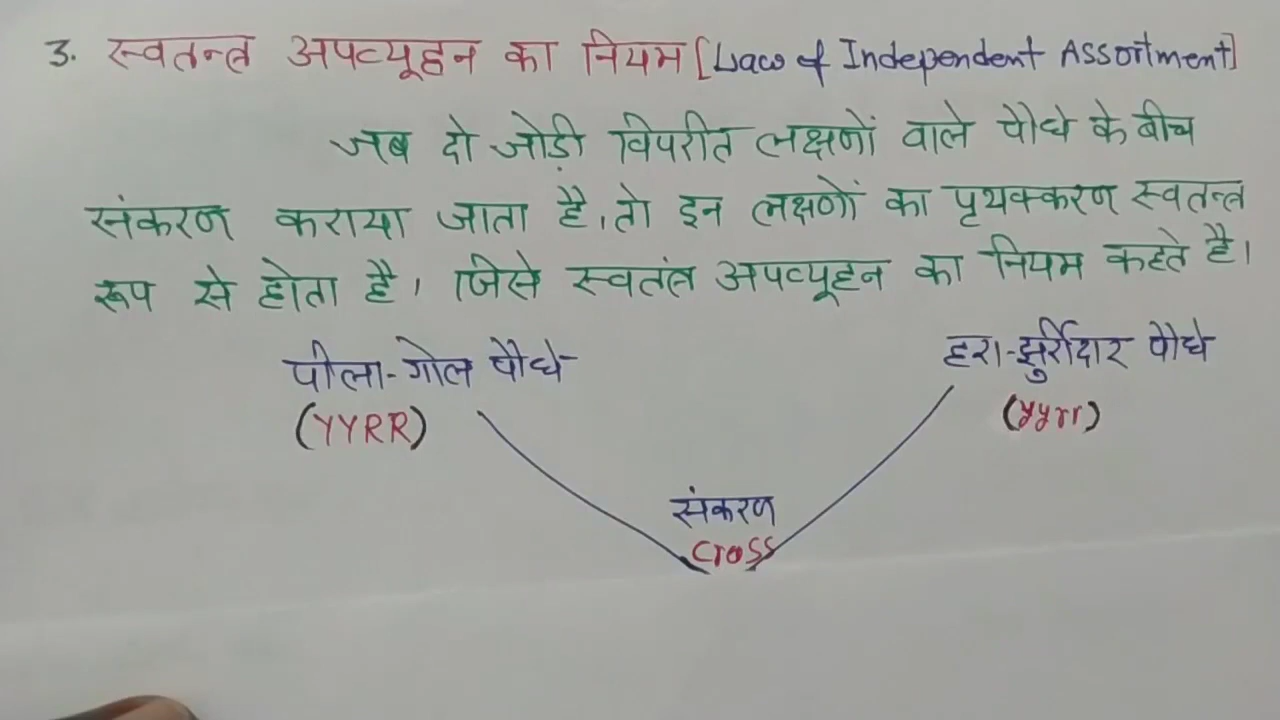 3. स्वतन्त्र अपव्यूहन का नियम [Law of Independent Assortment]
जब दो जोड़ी विपरीत लक्षणों वाले पौधे के बीच
संकरण कराया जाता है, तो इन लक्षणों का पृथक्करण स्वतन्त्र
रूप से होता है। जिसे स्वतंत्र अपव्यूहन का नियम कहते है।
पीला-गोल पौधे हरा-झुर्रीदार पौधे
(YYRR) (yyrr)
संकरण
Cross